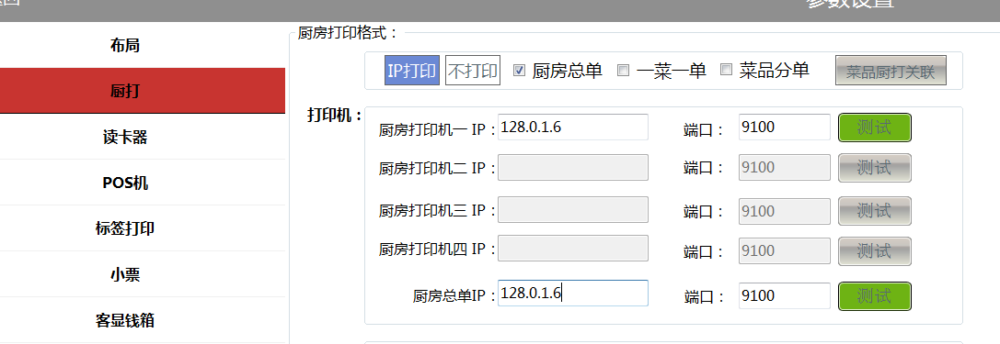 参数设置
布局
厨打
读卡器
POS机
标签打印
小票
客显钱箱
厨房打印格式：
IP打印 不打印 厨房总单 一菜一单 菜品分单 菜品厨打关联
打印机：
厨房打印机一 IP： 128.0.1.6 端口： 9100 测试
厨房打印机二 IP： 端口： 9100 测试
厨房打印机三 IP： 端口： 9100 测试
厨房打印机四 IP： 端口： 9100 测试
厨房总单IP： 128.0.1.6 端口： 9100 测试